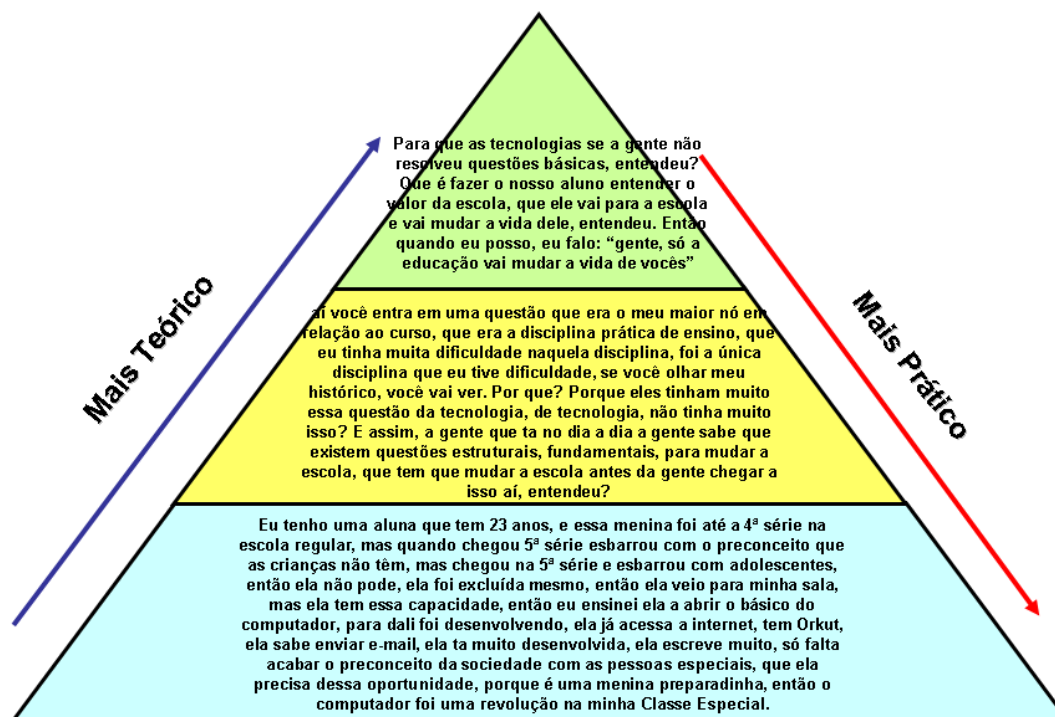 Para que as tecnologias se a gente não
resolveu questões básicas, entendeu?
Que é fazer o nosso aluno entender o
valor da escola, que ele vai para a escola
e vai mudar a vida dele, entendeu. Então
quando eu posso, eu falo: “gente, só a
educação vai mudar a vida de vocês”
Mais Teórico
Mais Prático
aí você entra em uma questão que era o meu maior nó em
relação ao curso, que era a disciplina prática de ensino, que
eu tinha muita dificuldade naquela disciplina, foi a única
disciplina que eu tive dificuldade, se você olhar meu
histórico, você vai ver. Por que? Porque eles tinham muito
essa questão da tecnologia, de tecnologia, não tinha muito
isso? E assim, a gente que ta no dia a dia a gente sabe que
existem questões estruturais, fundamentais, para mudar a
escola, que tem que mudar a escola antes da gente chegar a
isso aí, entendeu?
Eu tenho uma aluna que tem 23 anos, e essa menina foi até a 4ª série na
escola regular, mas quando chegou 5ª série esbarrou com o preconceito que
as crianças não têm, mas chegou na 5ª série e esbarrou com adolescentes,
então ela não pode, ela foi excluída mesmo, então ela veio para minha sala,
mas ela tem essa capacidade, então eu ensinei ela a abrir o básico do
computador, para dali foi desenvolvendo, ela já acessa a internet, tem Orkut,
ela sabe enviar e-mail, ela ta muito desenvolvida, ela escreve muito, só falta
acabar o preconceito da sociedade com as pessoas especiais, que ela
precisa dessa oportunidade, porque é uma menina preparadinha, então o
computador foi uma revolução na minha Classe Especial.